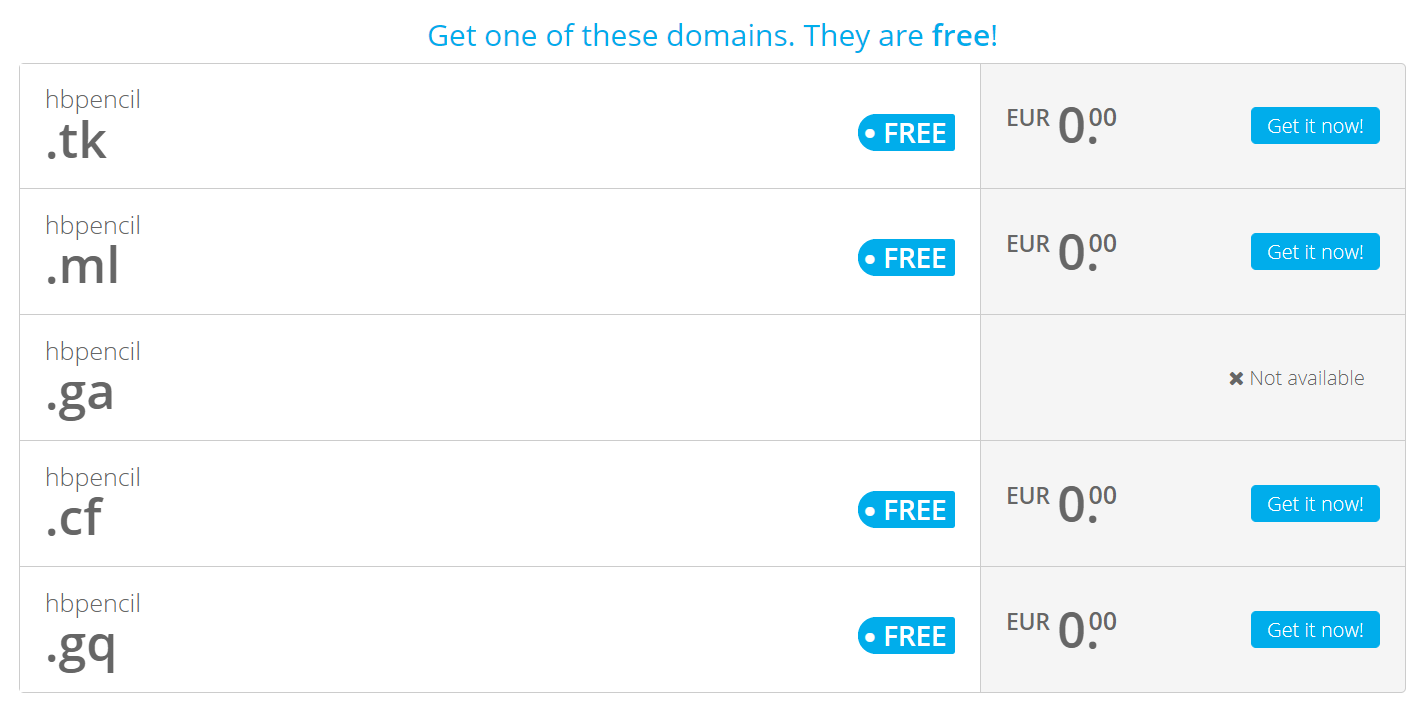 Get one of these domains. They are free!
hbpencil
.tk
FREE
EUR 0.00
Get it now!
hbpencil
.ml
FREE
EUR 0.00
Get it now!
hbpencil
.ga
Not available
hbpencil
.cf
FREE
EUR 0.00
Get it now!
hbpencil
.gq
FREE
EUR 0.00
Get it now!